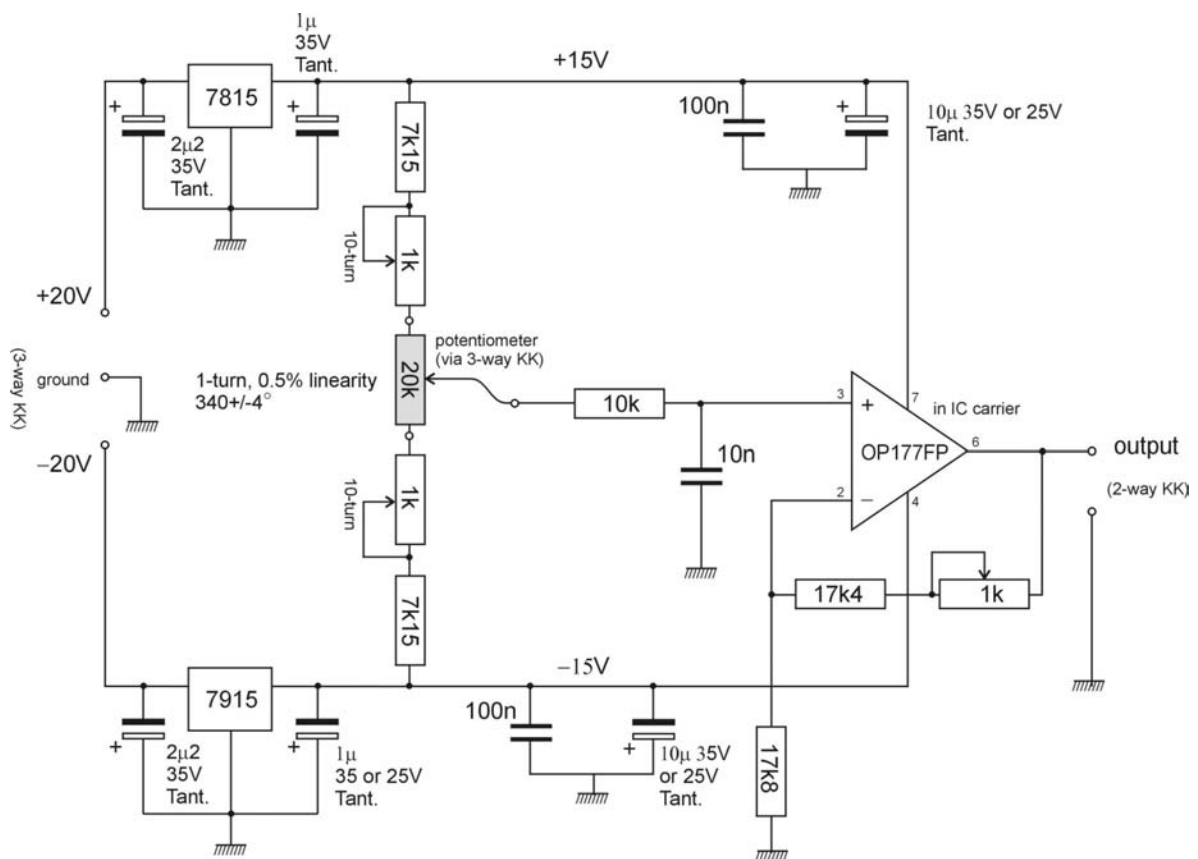 1μ
35V
Tant.
7815
+
2μ2
35V
Tant.
+
7k15
+15V
100n
+
10μ 35V or 25V
Tant.
10-turn
1k
+20V
(3-way KK)
ground
−20V
1-turn, 0.5% linearity
340+/-4°
20k
potentiometer
(via 3-way KK)
10k
10n
3
+
7
in IC carrier
OP177FP
6
2
−
4
output
(2-way KK)
10-turn
1k
7k15
17k4
1k
−15V
7915
+
2μ2
35V
Tant.
+
1μ
35 or 25V
Tant.
100n
+
10μ 35V
or 25V
Tant.
17k8